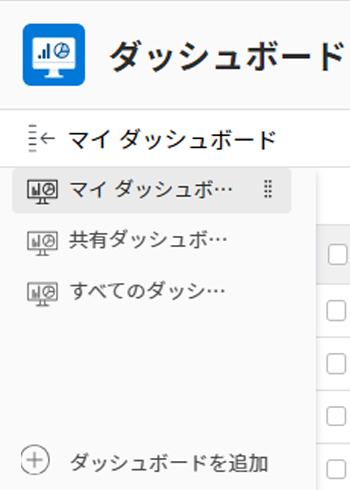 ダッシュボード
マイ ダッシュボード
マイ ダッシュボ…
共有ダッシュボ…
すべてのダッシ…
ダッシュボードを追加